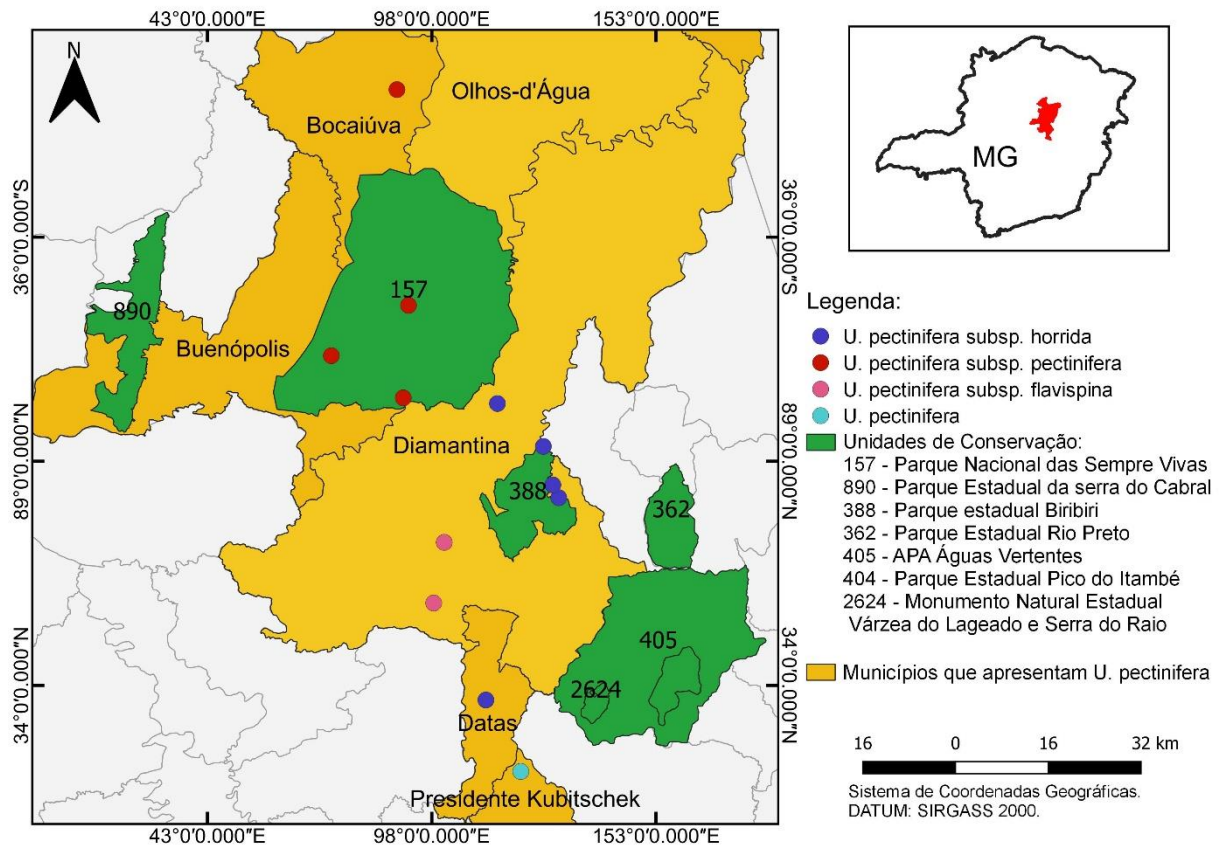 43°0'0.000"E 98°0'0.000"E 153°0'0.000"E
N
Olhos-d'Água
Bocaiúva
MG
36°0'0.000"S
36°0'0.000"S
157
890
Buenópolis
Diamantina
89°0'0.000"N
89°0'0.000"N
388
362
405
2624
34°0'0.000"N
34°0'0.000"N
Datas
Presidente Kubitschek
43°0'0.000"E 98°0'0.000"E 153°0'0.000"E
Legenda:
U. pectinifera subsp. horrida
U. pectinifera subsp. pectinifera
U. pectinifera subsp. flavispina
U. pectinifera
Unidades de Conservação:
157 - Parque Nacional das Sempre Vivas
890 - Parque Estadual da serra do Cabral
388 - Parque estadual Biribiri
362 - Parque Estadual Rio Preto
405 - APA Águas Vertentes
404 - Parque Estadual Pico do Itambé
2624 - Monumento Natural Estadual
Várzea do Lageado e Serra do Raio
Municípios que apresentam U. pectinifera
16 0 16 32 km
Sistema de Coordenadas Geográficas.
DATUM: SIRGASS 2000.